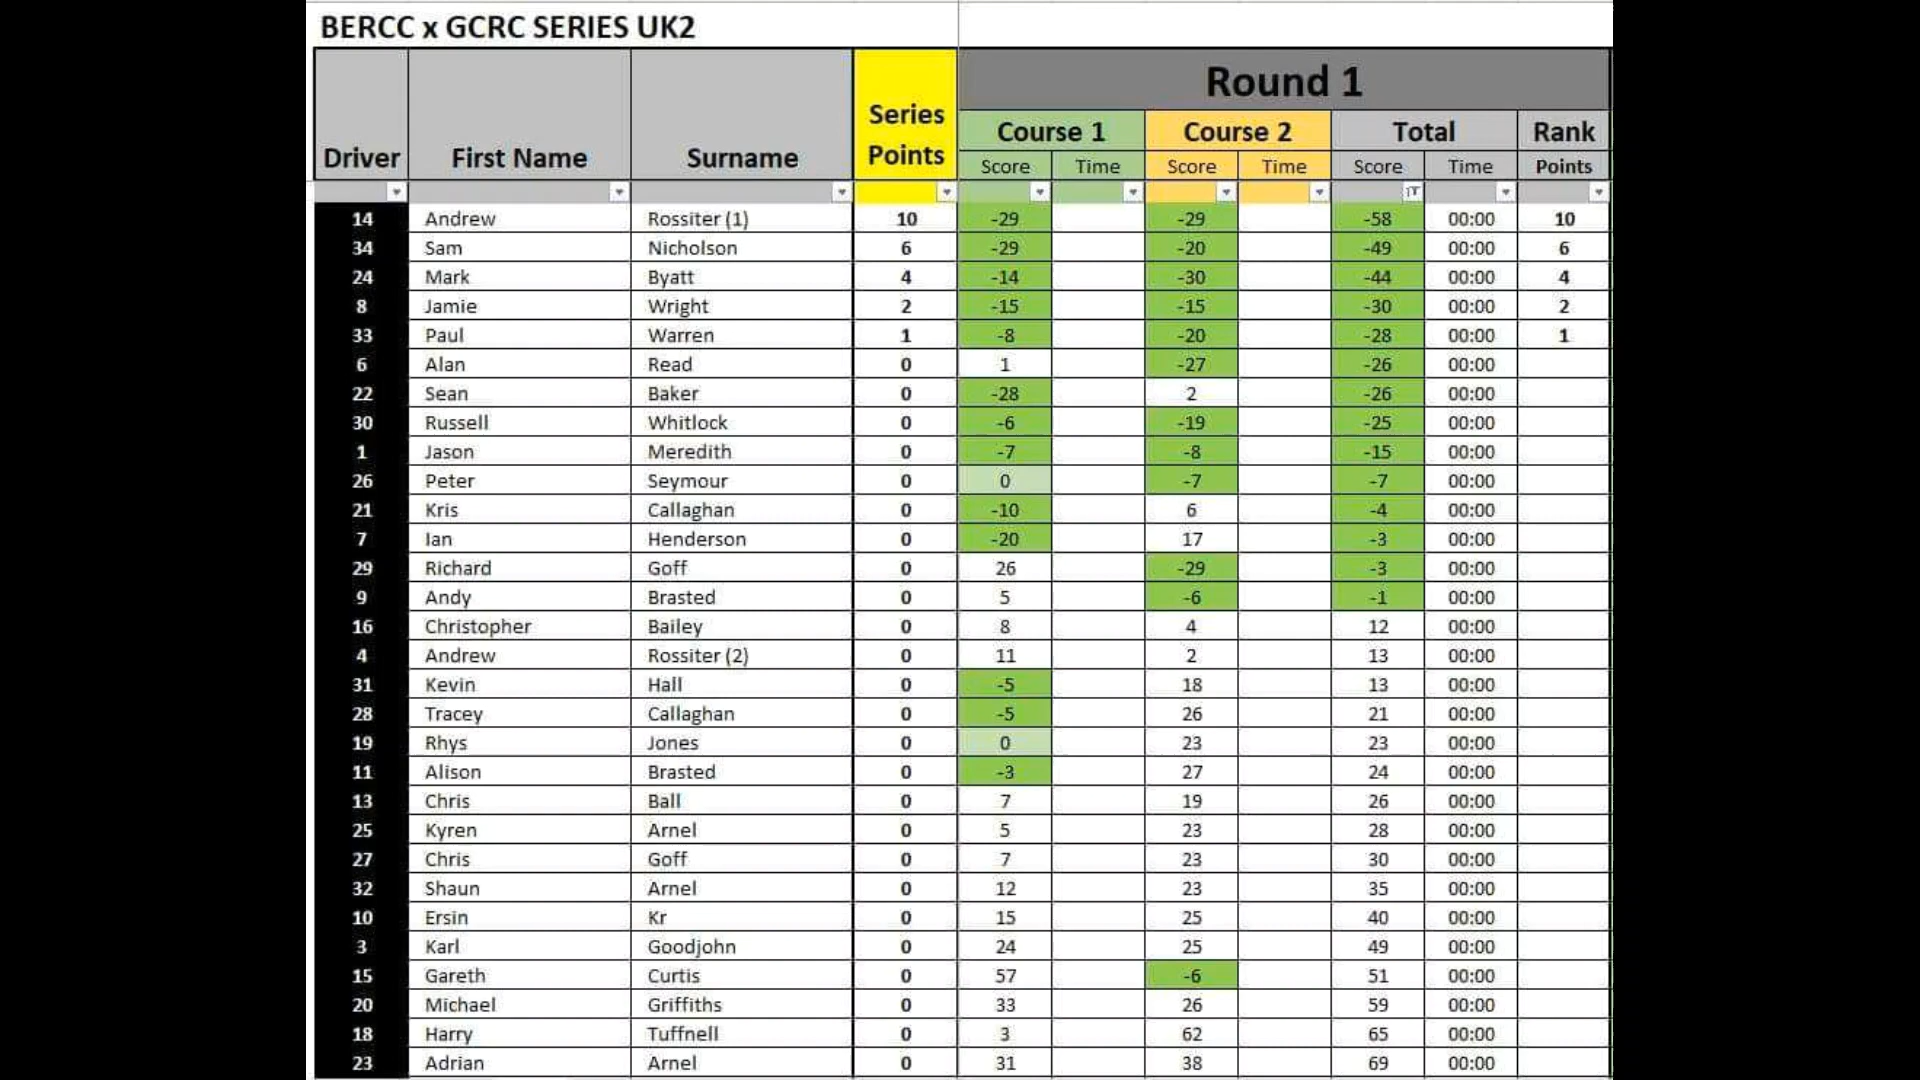 BERCC x GCRC SERIES UK2
Round 1
Series Points
Course 1 Course 2 Total Rank
Driver First Name Surname Score Time Score Time Score Time Points
14 Andrew Rossiter (1) 10 -29 -29 -58 00:00 10
34 Sam Nicholson 6 -29 -20 -49 00:00 6
24 Mark Byatt 4 -14 -30 -44 00:00 4
8 Jamie Wright 2 -15 -15 -30 00:00 2
33 Paul Warren 1 -8 -20 -28 00:00 1
6 Alan Read 0 1 -27 -26 00:00
22 Sean Baker 0 -28 2 -26 00:00
30 Russell Whitlock 0 -6 -19 -25 00:00
1 Jason Meredith 0 -7 -8 -15 00:00
26 Peter Seymour 0 0 -7 -7 00:00
21 Kris Callaghan 0 -10 6 -4 00:00
7 Ian Henderson 0 -20 17 -3 00:00
29 Richard Goff 0 26 -29 -3 00:00
9 Andy Brasted 0 5 -6 -1 00:00
16 Christopher Bailey 0 8 4 12 00:00
4 Andrew Rossiter (2) 0 11 2 13 00:00
31 Kevin Hall 0 -5 18 13 00:00
28 Tracey Callaghan 0 -5 26 21 00:00
19 Rhys Jones 0 0 23 23 00:00
11 Alison Brasted 0 -3 27 24 00:00
13 Chris Ball 0 7 19 26 00:00
25 Kyren Arnel 0 5 23 28 00:00
27 Chris Goff 0 7 23 30 00:00
32 Shaun Arnel 0 12 23 35 00:00
10 Ersin Kr 0 15 25 40 00:00
3 Karl Goodjohn 0 24 25 49 00:00
15 Gareth Curtis 0 57 -6 51 00:00
20 Michael Griffiths 0 33 26 59 00:00
18 Harry Tuffnell 0 3 62 65 00:00
23 Adrian Arnel 0 31 38 69 00:00